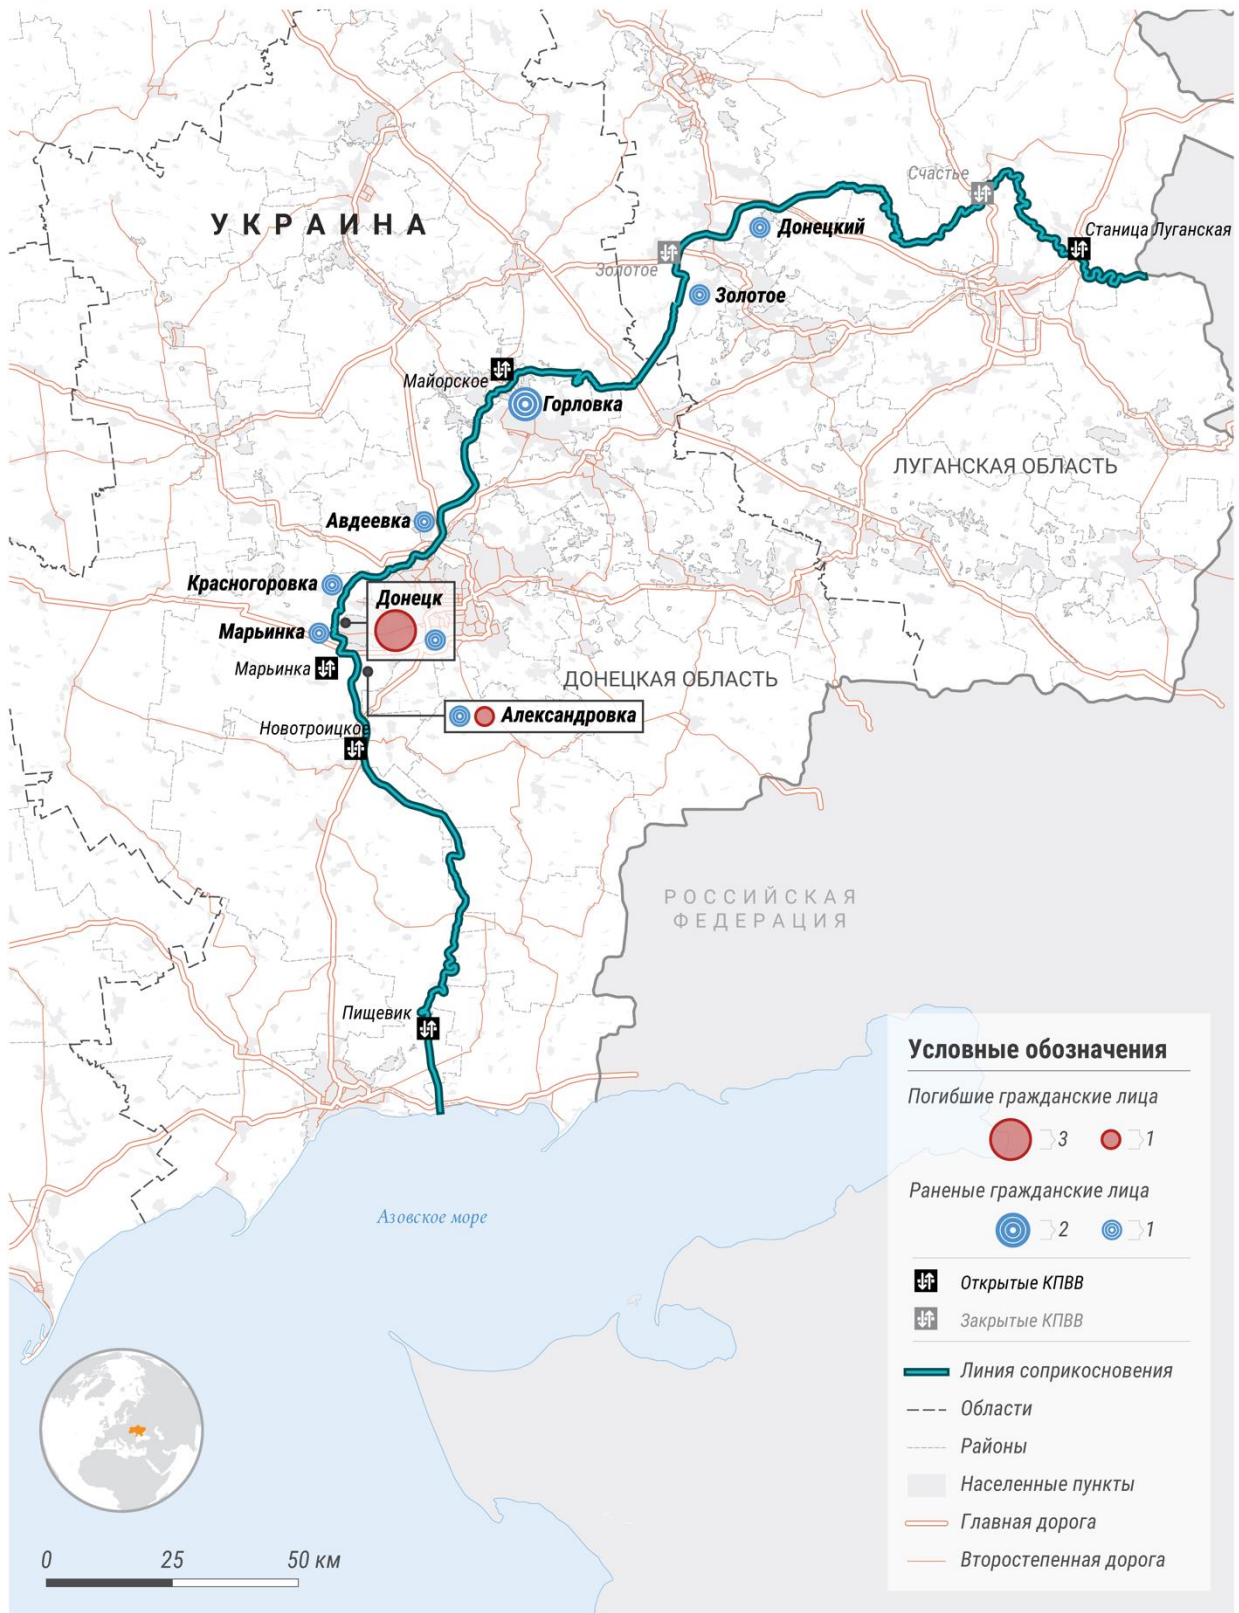 Счастье
УКРАИНА
Донецкий
Станица Луганская
Золотое
Золотое
Майорское
Горловка
ЛУГАНСКАЯ ОБЛАСТЬ
Авдеевка
Красногоровка
Донецк
Марьинка
Марьинка
ДОНЕЦКАЯ ОБЛАСТЬ
Александровка
Новотроицкое
РОССИЙСКАЯ
ФЕДЕРАЦИЯ
Пищевик
Азовское море
Условные обозначения
Погибшие гражданские лица
3 1
Раненые гражданские лица
2 1
Открытые КПВВ
Закрытые КПВВ
Линия соприкосновения
Области
Районы
Населенные пункты
Главная дорога
Второстепенная дорога
0 25 50 км